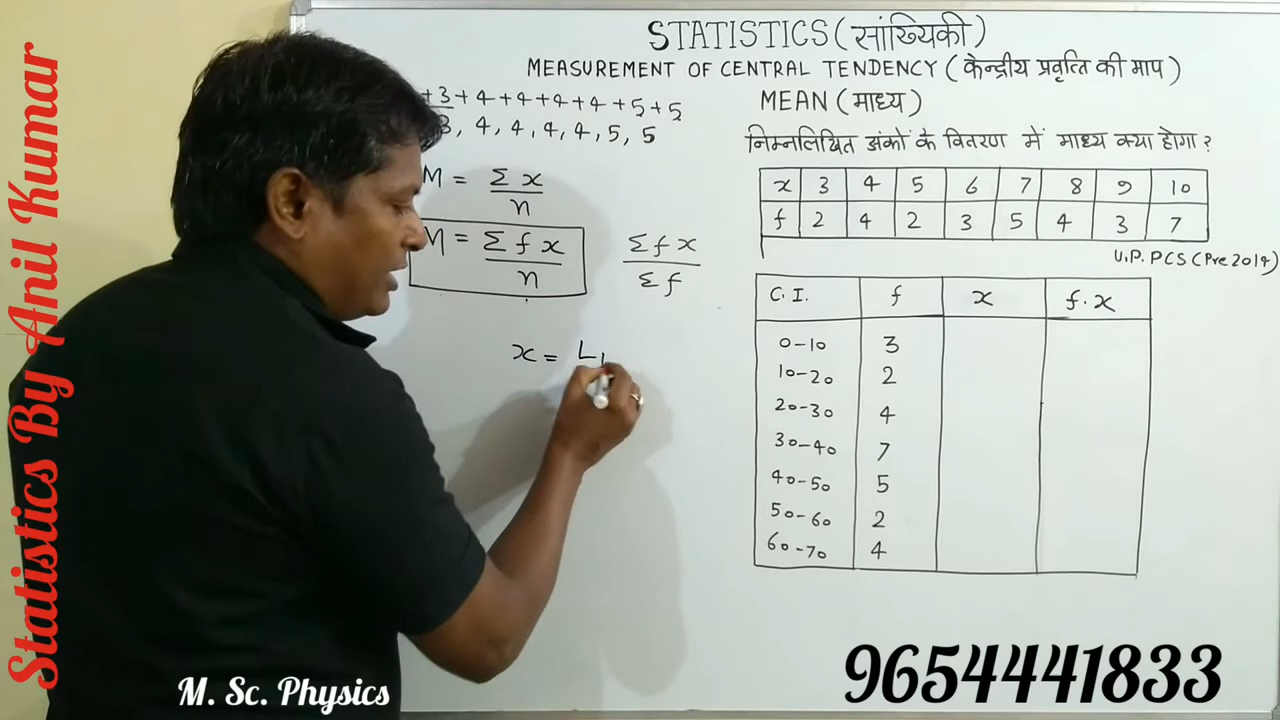 Statistics By Anil Kumar
STATISTICS (सांख्यिकी)
MEASUREMENT OF CENTRAL TENDENCY (केन्द्रीय प्रवृत्ति की माप)
MEAN (माध्य)
+3+4+4+4+4+5+5
3, 4, 4, 4, 4, 5, 5
M = Σx / n
M = Σfx / n
Σfx / Σf
x = L1
निम्नलिखित अंकों के वितरण में माध्य क्या होगा ?
x 3 4 5 6 7 8 9 10
f 2 4 2 3 5 4 3 7
U.P. PCS (Pre 2014)
C.I. f x f.x
0-10 3
10-20 2
20-30 4
30-40 7
40-50 5
50-60 2
60-70 4
M. Sc. Physics
9654441833